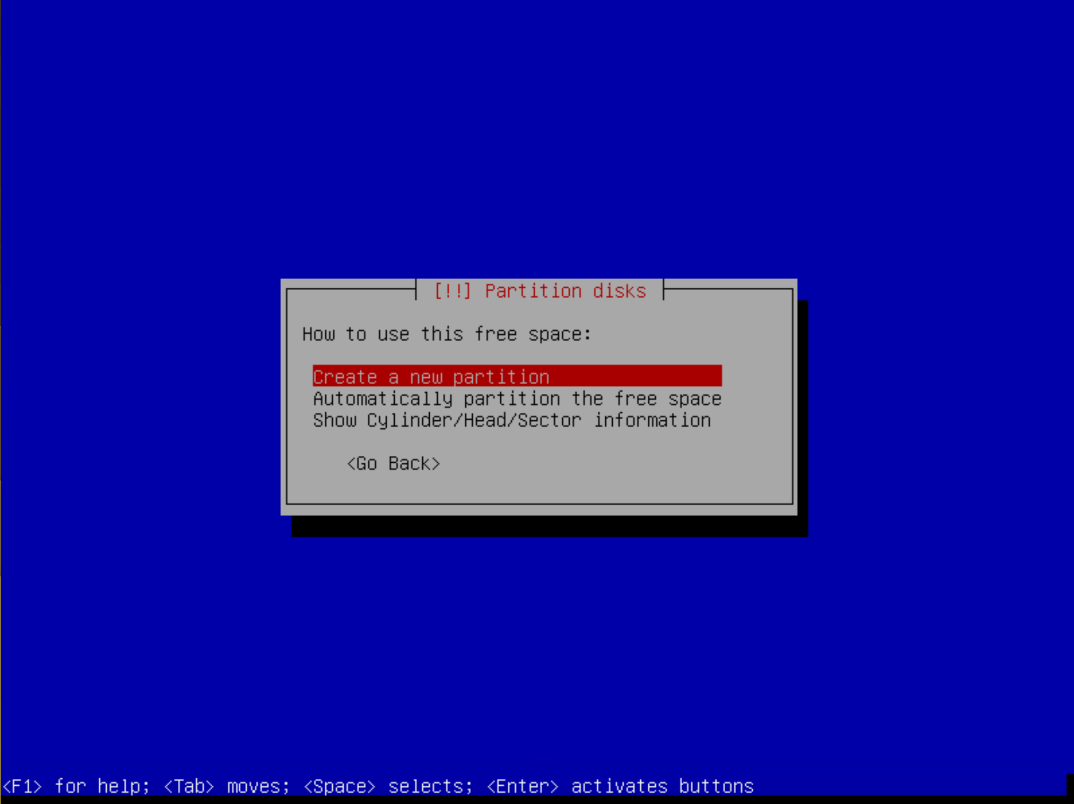 [!!] Partition disks
How to use this free space:
Create a new partition
Automatically partition the free space
Show Cylinder/Head/Sector information
<Go Back>
<F1> for help; <Tab> moves; <Space> selects; <Enter> activates buttons